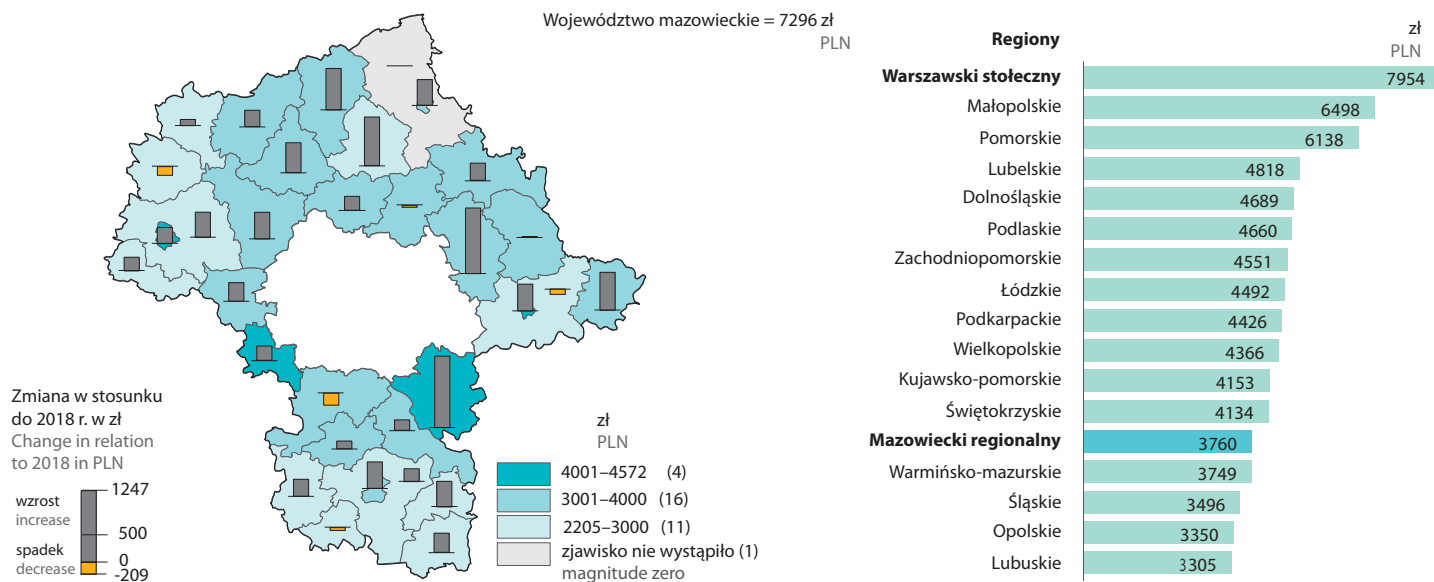 Województwo mazowieckie = 7296 zł
PLN
Zmiana w stosunku
do 2018 r. w zł
Change in relation
to 2018 in PLN
wzrost
increase
spadek
decrease
1247
500
0
-209
zł
PLN
4001–4572 (4)
3001–4000 (16)
2205–3000 (11)
zjawisko nie wystąpiło (1)
magnitude zero
Regiony
zł
PLN
Warszawski stołeczny 7954
Małopolskie 6498
Pomorskie 6138
Lubelskie 4818
Dolnośląskie 4689
Podlaskie 4660
Zachodniopomorskie 4551
Łódzkie 4492
Podkarpackie 4426
Wielkopolskie 4366
Kujawsko-pomorskie 4153
Świętokrzyskie 4134
Mazowiecki regionalny 3760
Warmińsko-mazurskie 3749
Śląskie 3496
Opolskie 3350
Lubuskie 3305